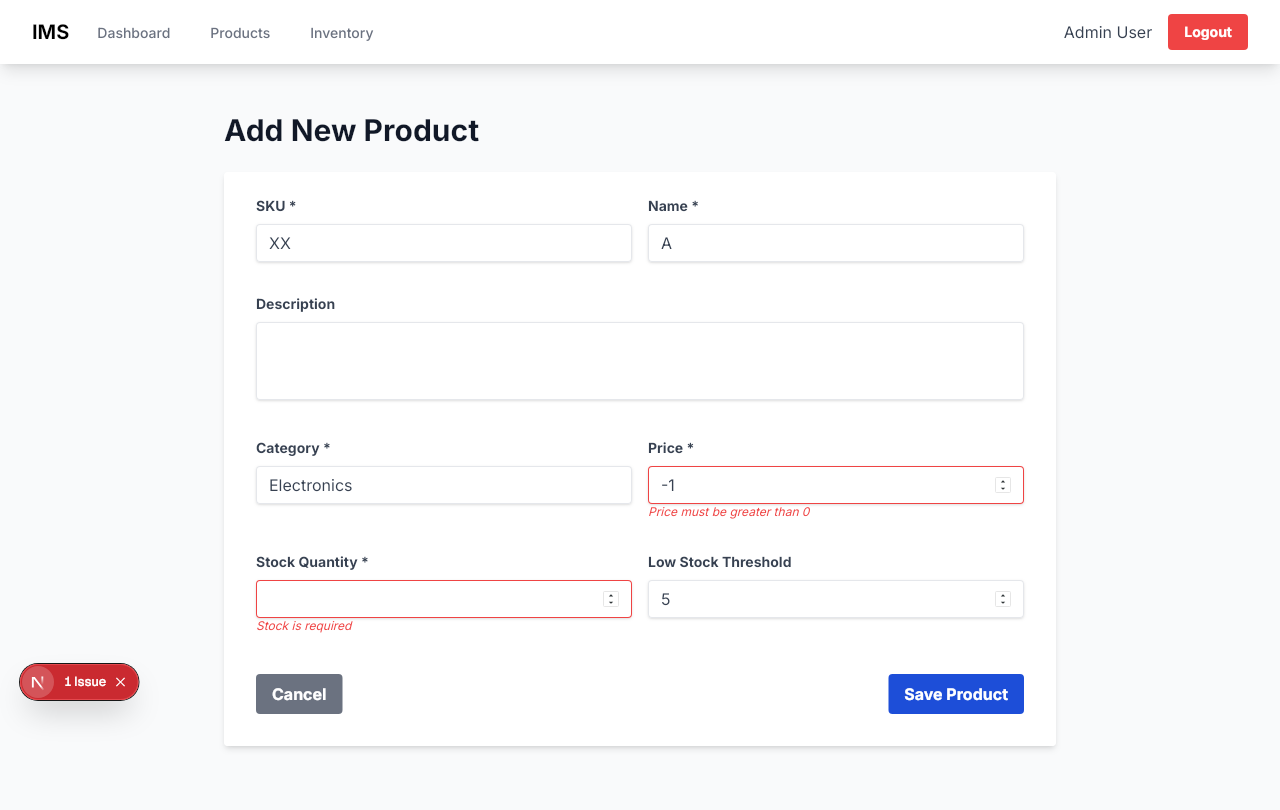 IMS Dashboard Products Inventory Admin User Logout
Add New Product
SKU * Name *
XX A
Description
Category * Price *
Electronics -1
Price must be greater than 0
Stock Quantity * Low Stock Threshold
5
Stock is required
N 1 Issue
Cancel Save Product